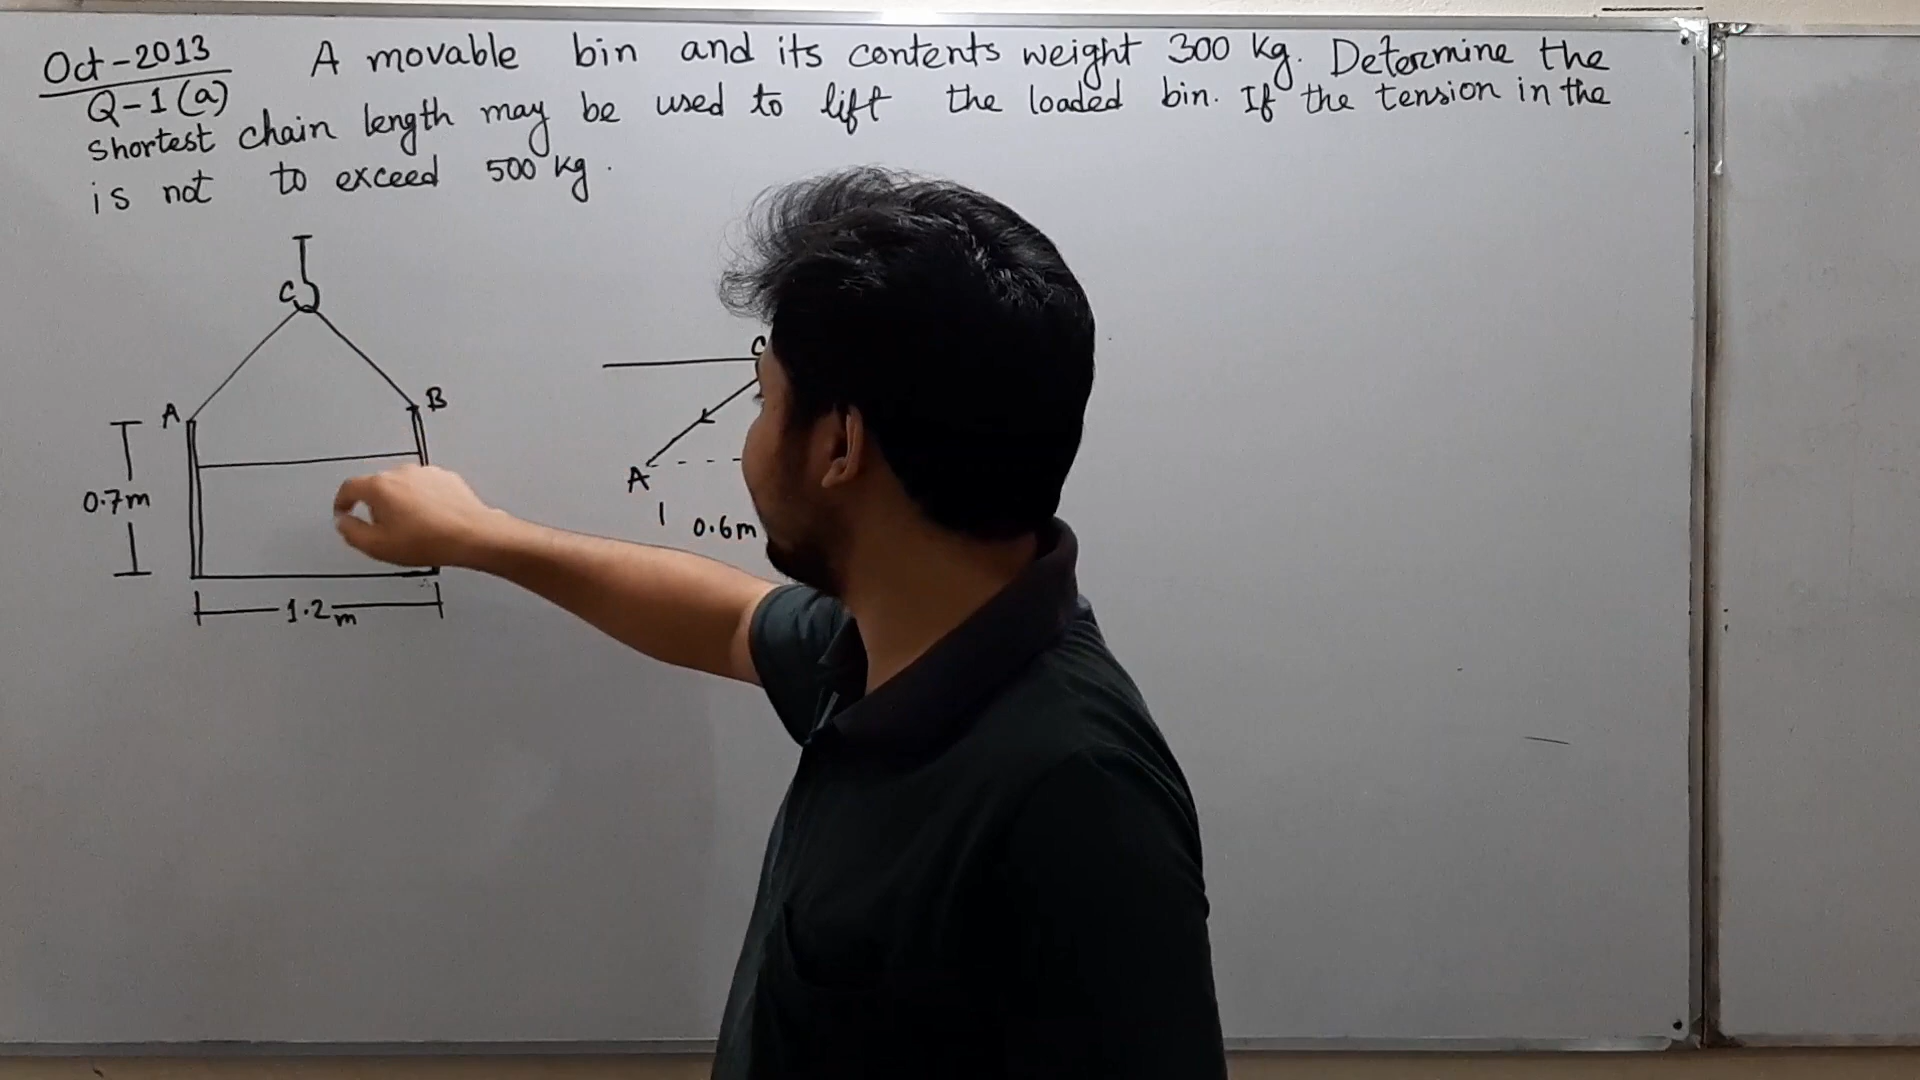 Oct-2013 A movable bin and its contents weight 300 kg. Determine the
Q-1(a)
shortest chain length may be used to lift the loaded bin. If the tension in the
is not to exceed 500 kg.
C
A
B
0.7m
1.2m
C
A
0.6m